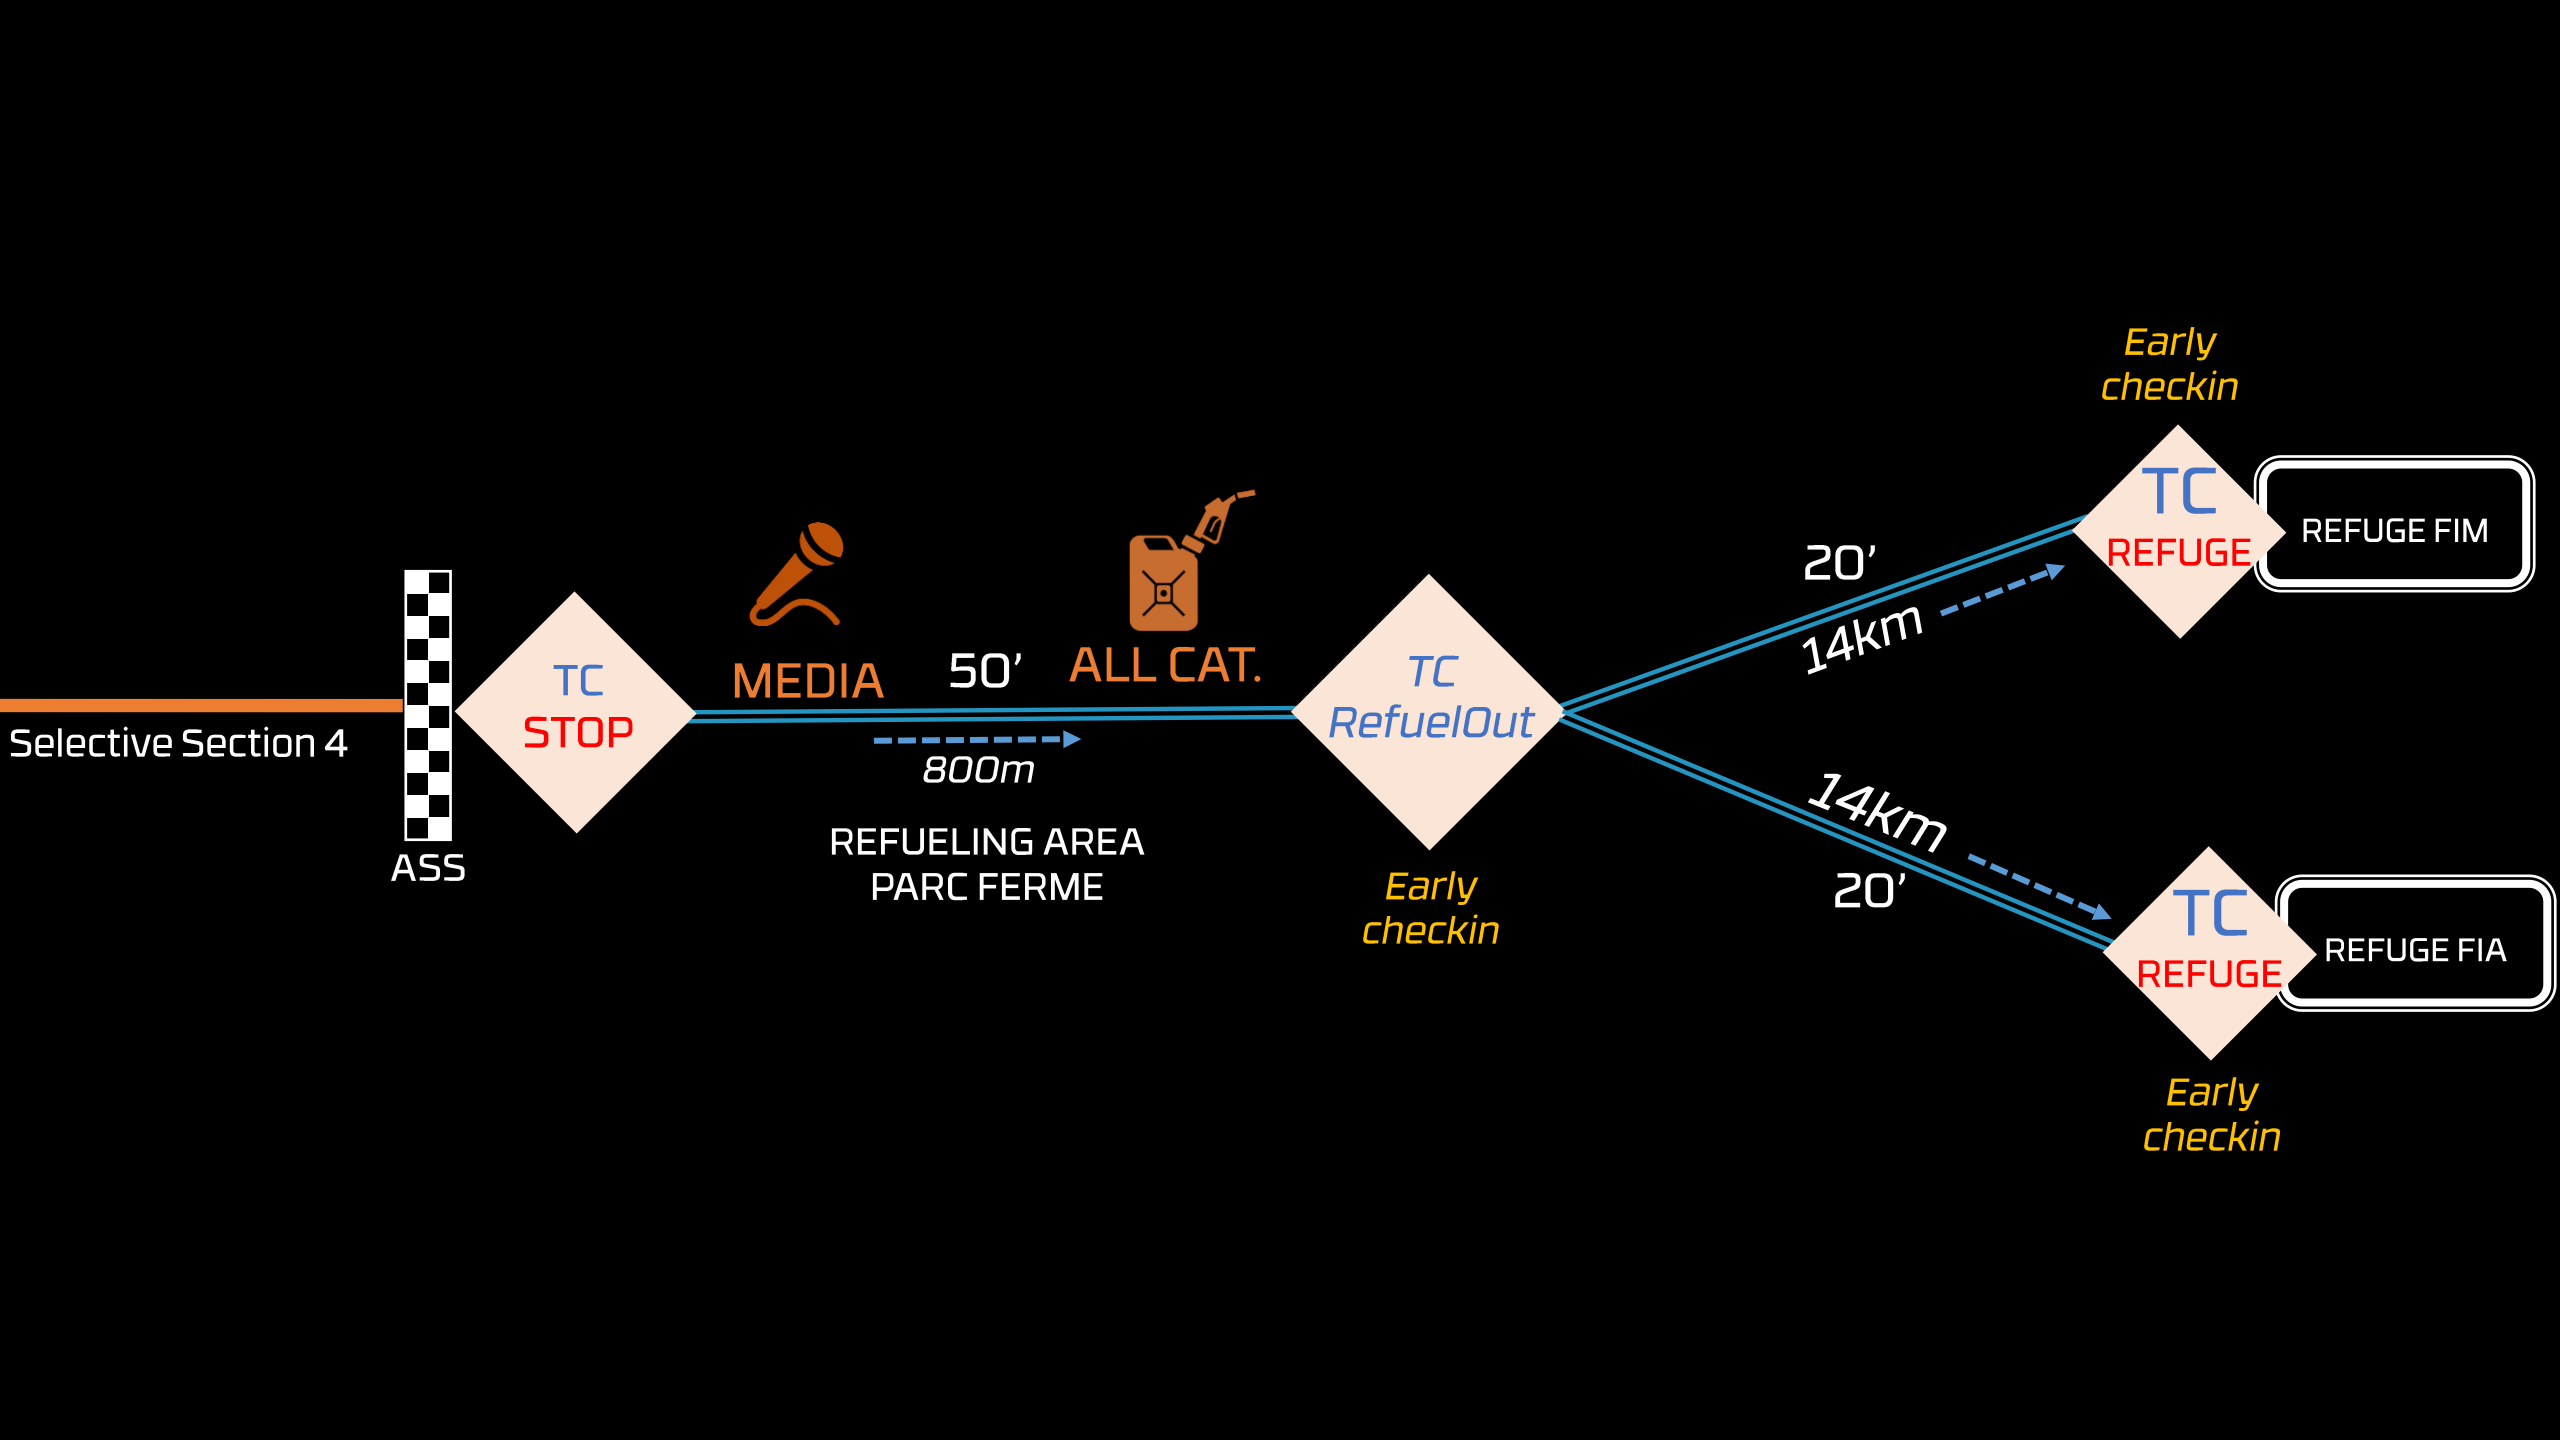 Selective Section 4
ASS
TC
STOP
MEDIA
50’
ALL CAT.
800m
REFUELING AREA
PARC FERME
TC
RefuelOut
Early
checkin
20’
14km
Early
checkin
TC
REFUGE
REFUGE FIM
14km
20’
TC
REFUGE
REFUGE FIA
Early
checkin